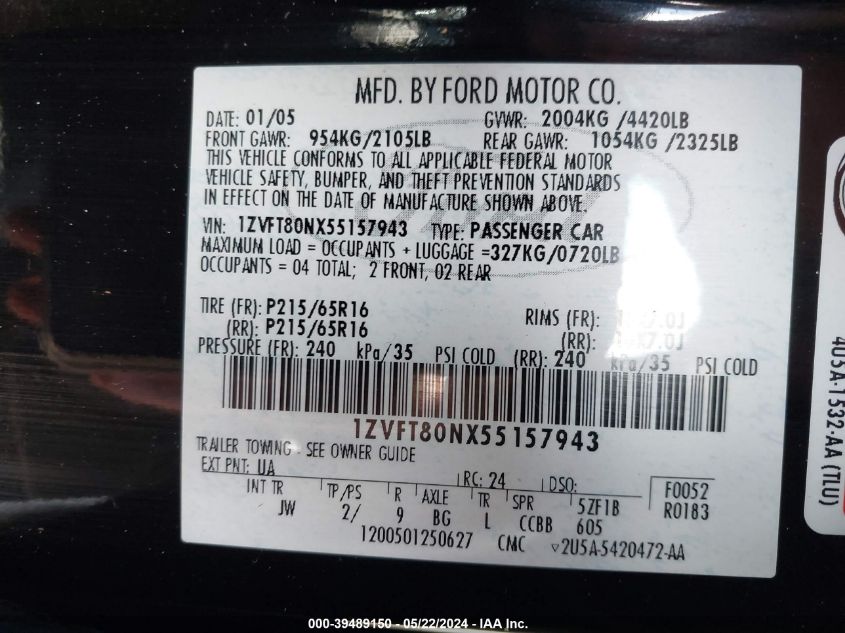 MFD. BY FORD MOTOR CO.
DATE: 01/05 GVWR: 2004KG /4420LB
FRONT GAWR: 954KG/2105LB REAR GAWR: 1054KG /2325LB
THIS VEHICLE CONFORMS TO ALL APPLICABLE FEDERAL MOTOR
VEHICLE SAFETY, BUMPER, AND THEFT PREVENTION STANDARDS
IN EFFECT ON THE DATE OF MANUFACTURE SHOWN ABOVE.
VIN: 1ZVFT80NX55157943 TYPE: PASSENGER CAR
MAXIMUM LOAD = OCCUPANTS + LUGGAGE =327KG/0720LB
OCCUPANTS = 04 TOTAL; 2 FRONT, 02 REAR
TIRE (FR): P215/65R16 RIMS (FR):
(RR): P215/65R16 (RR):
PRESSURE (FR): 240 kPa/35 PSI COLD (RR): 240 kPa/35 PSI COLD
1ZVFT80NX55157943
TRAILER TOWING - SEE OWNER GUIDE
EXT PNT: UA RC: 24 DSO: F0052
INT TR TP/PS R AXLE TR SPR 5ZF1B R0183
JW 2/ 9 BG L CCBB 605
1200501250627 CMC ▽2U5A-5420472-AA
4U5A-1532-AA (TLU)
000-39489150 - 05/22/2024 - IAA Inc.